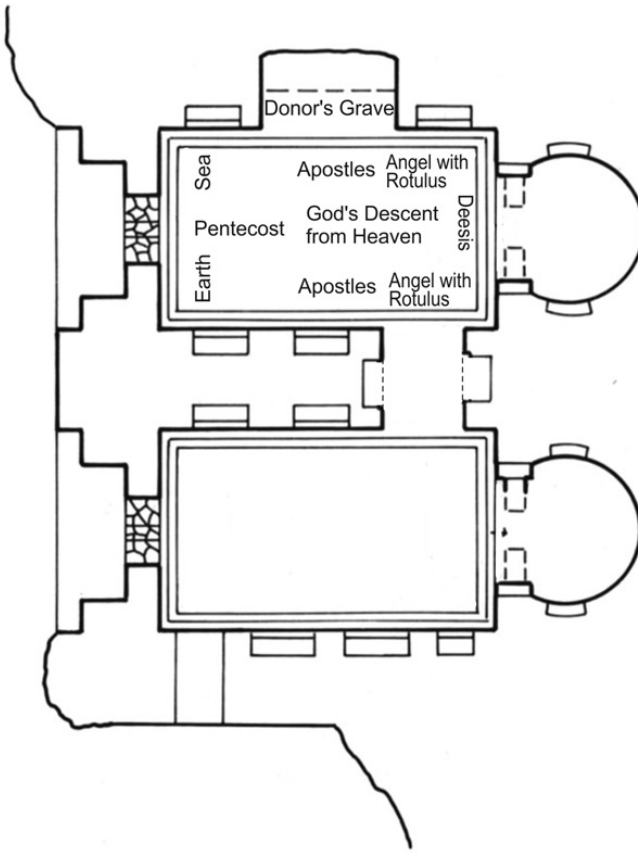 Donor's Grave
Sea
Apostles
Angel with
Rotulus
Pentecost
God's Descent
from Heaven
Deesis
Earth
Apostles
Angel with
Rotulus